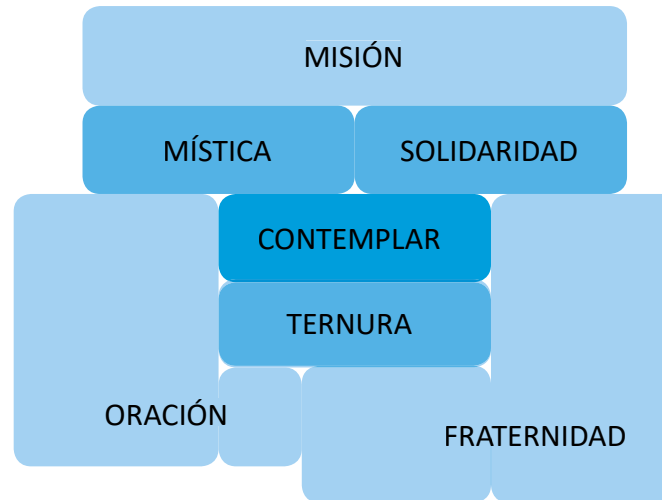 MISIÓN
MÍSTICA
SOLIDARIDAD
CONTEMPLAR
TERNURA
ORACIÓN
FRATERNIDAD